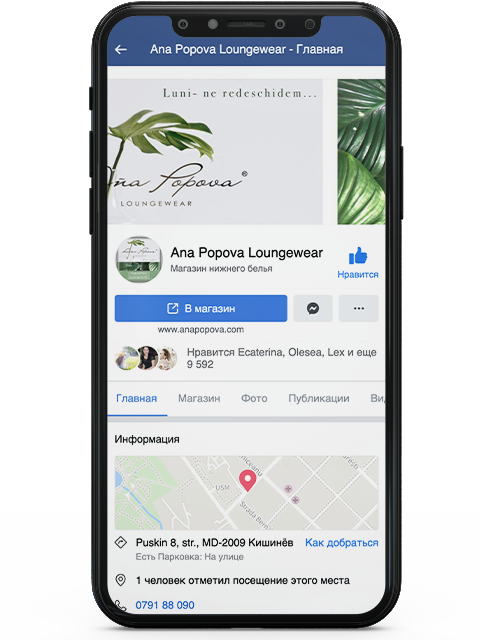 Ana Popova Loungewear - Главная
Luni- ne redeschidem...
Aña Popova®
LOUNGEWEAR
Ana Popova Loungewear
Магазин нижнего белья
Нравится
В магазин
www.anapopova.com
Нравится Ecaterina, Olesea, Lex и еще
9 592
Главная Магазин Фото Публикации Ви
Информация
USM
Strada Be
Puskin 8, str., MD-2009 Кишинёв Как добраться
Есть Парковка: На улице
1 человек отметил посещение этого места
0791 88 090